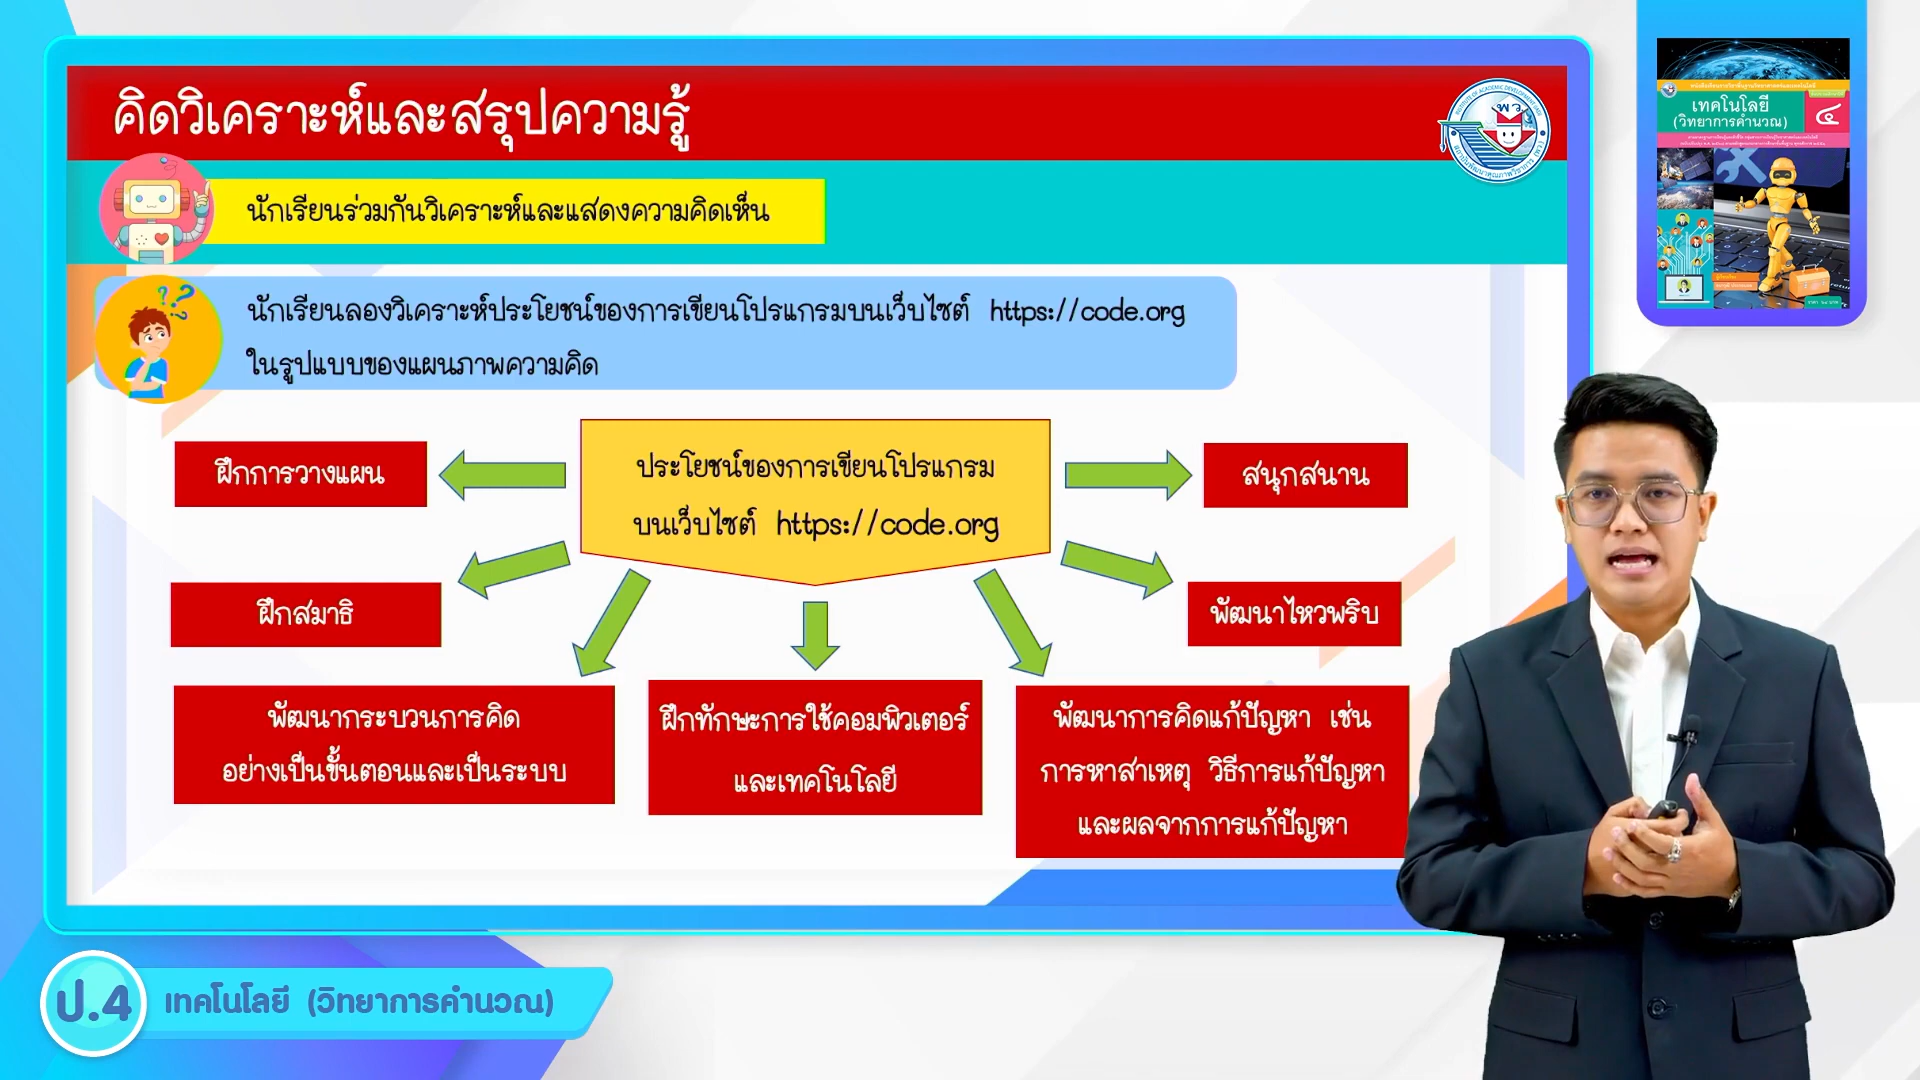 คิดวิเคราะห์และสรุปความรู้
นักเรียนร่วมกันวิเคราะห์และแสดงความคิดเห็น
นักเรียนลองวิเคราะห์ประโยชน์ของการเขียนโปรแกรมบนเว็บไซต์ https://code.org
ในรูปแบบของแผนภาพความคิด
ประโยชน์ของการเขียนโปรแกรม
บนเว็บไซต์ https://code.org
ฝึกการวางแผน
สนุกสนาน
ฝึกสมาธิ
พัฒนาไหวพริบ
พัฒนากระบวนการคิด
อย่างเป็นขั้นตอนและเป็นระบบ
ฝึกทักษะการใช้คอมพิวเตอร์
และเทคโนโลยี
พัฒนาการคิดแก้ปัญหา เช่น
การหาสาเหตุ วิธีการแก้ปัญหา
และผลจากการแก้ปัญหา
เทคโนโลยี
(วิทยาการคำนวณ)
๔
พว.
ป.4
เทคโนโลยี (วิทยาการคำนวณ)